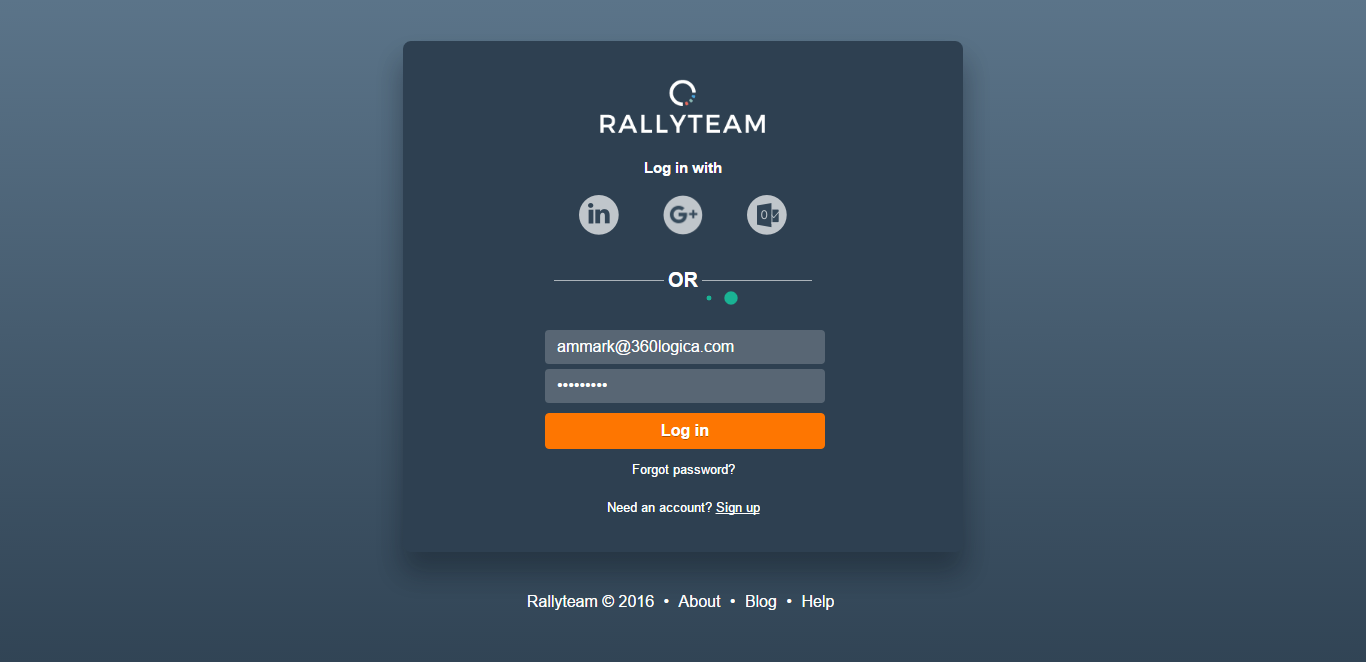 RALLYTEAM
Log in with
in
G+
O
OR
ammark@360logica.com
•••••••••
Log in
Forgot password?
Need an account? Sign up
Rallyteam © 2016 • About • Blog • Help